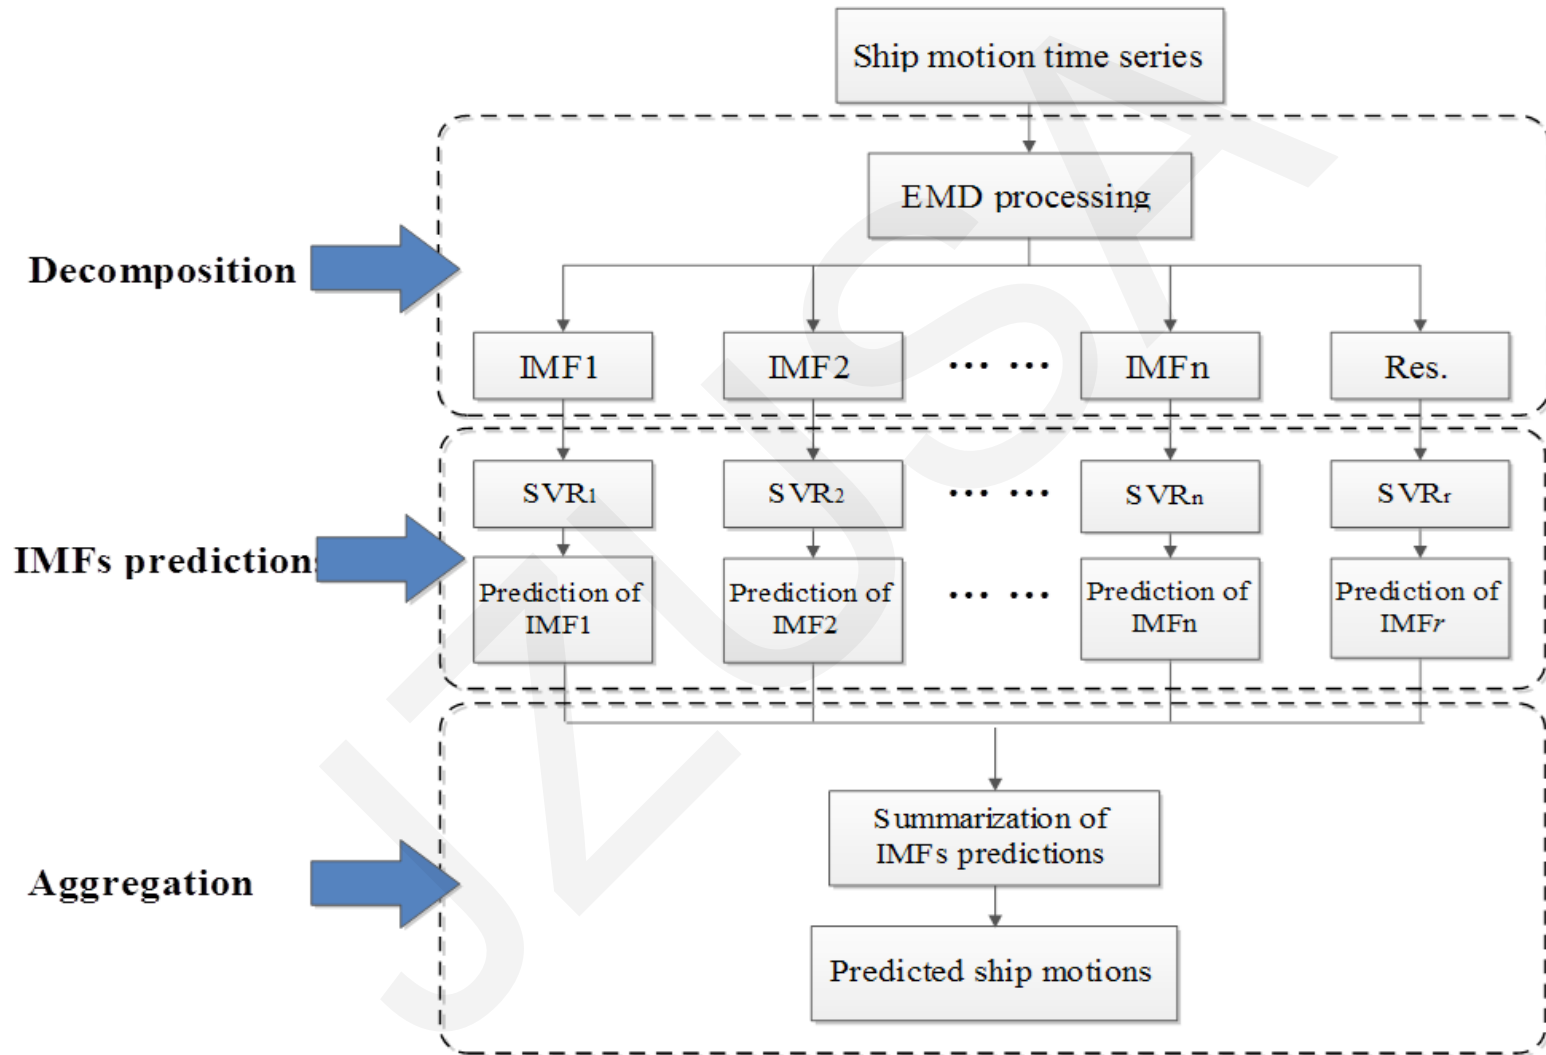 Ship motion time series
EMD processing
Decomposition
IMF1
IMF2
... ...
IMFn
Res.
SVR1
SVR2
... ...
SVRn
SVRr
IMFs prediction
Prediction of
IMF1
Prediction of
IMF2
... ...
Prediction of
IMFn
Prediction of
IMFr
Summarization of
IMFs predictions
Aggregation
Predicted ship motions
JZUSA